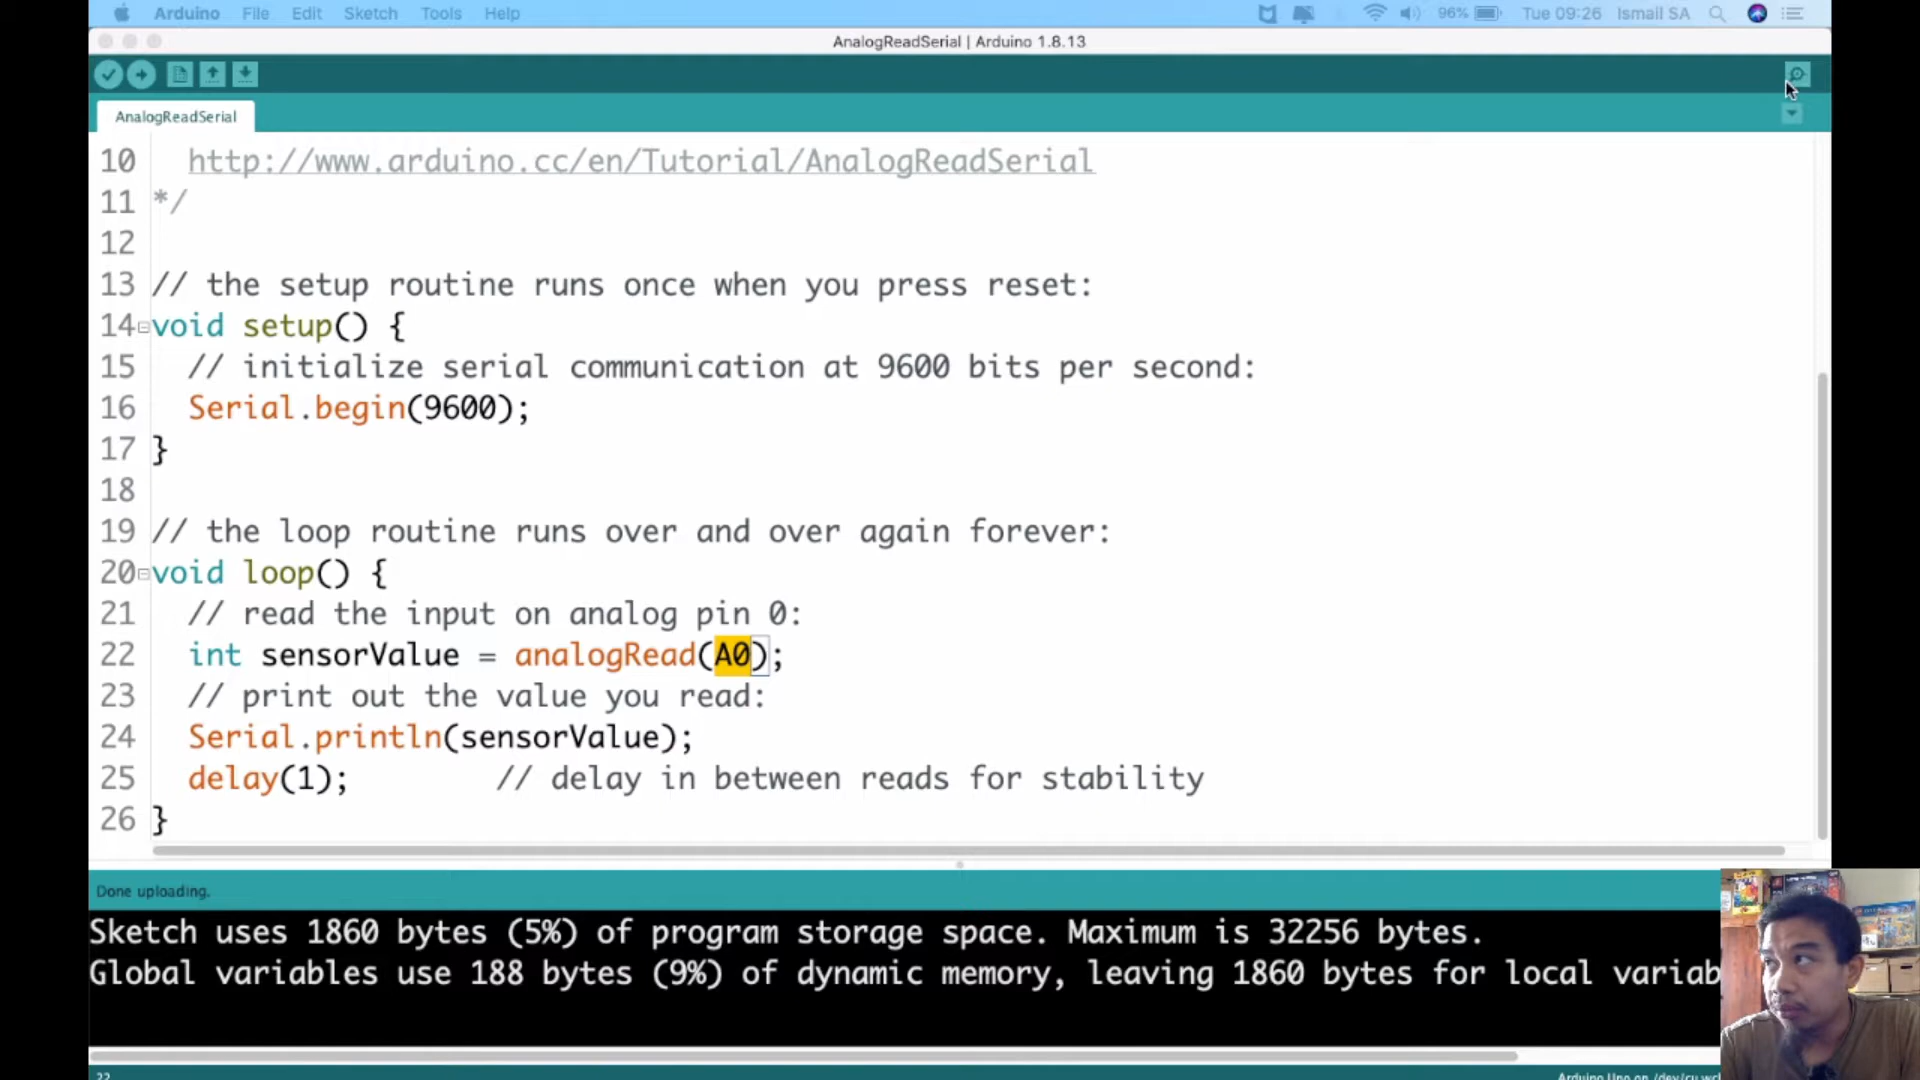 Arduino File Edit Sketch Tools Help 96% Tue 09:26 Ismail SA
AnalogReadSerial | Arduino 1.8.13
AnalogReadSerial
10 http://www.arduino.cc/en/Tutorial/AnalogReadSerial
11 */
12
13 // the setup routine runs once when you press reset:
14 void setup() {
15 // initialize serial communication at 9600 bits per second:
16 Serial.begin(9600);
17 }
18
19 // the loop routine runs over and over again forever:
20 void loop() {
21 // read the input on analog pin 0:
22 int sensorValue = analogRead(A0);
23 // print out the value you read:
24 Serial.println(sensorValue);
25 delay(1); // delay in between reads for stability
26 }
Done uploading.
Sketch uses 1860 bytes (5%) of program storage space. Maximum is 32256 bytes.
Global variables use 188 bytes (9%) of dynamic memory, leaving 1860 bytes for local variab
22 Arduino Uno on